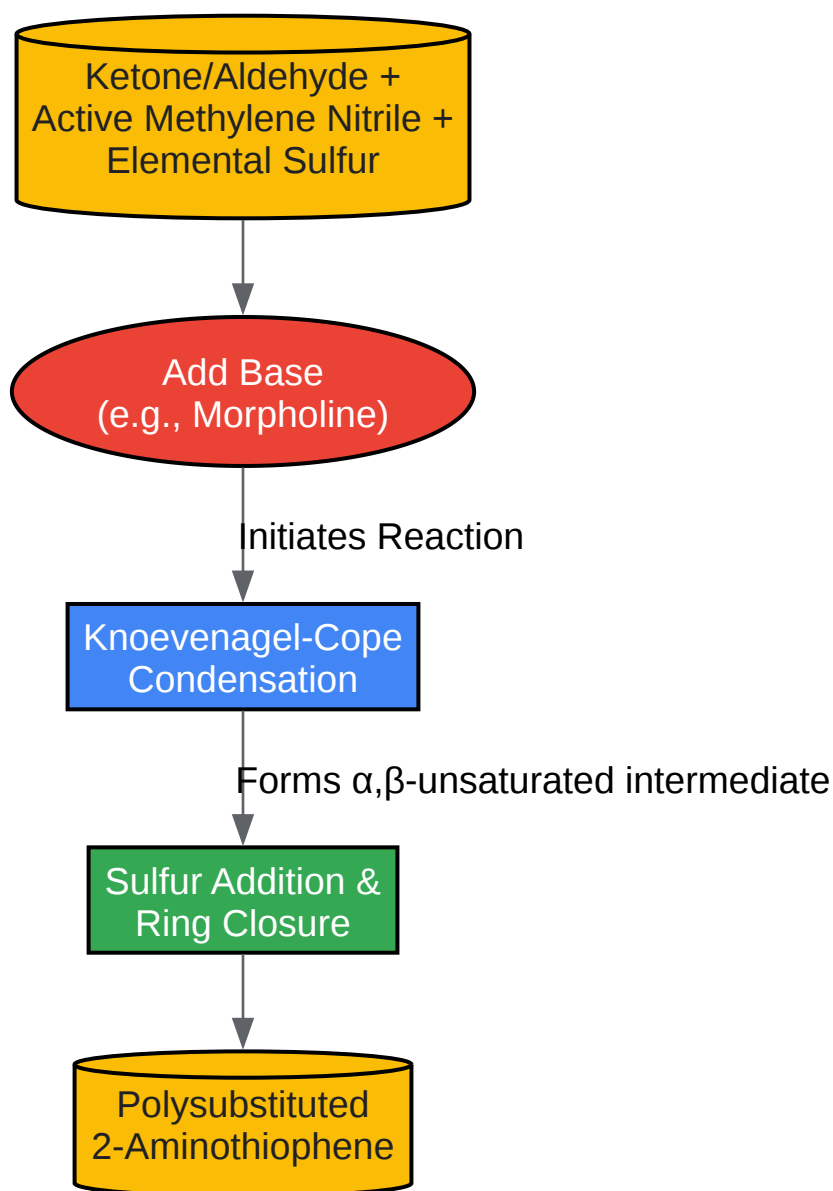 Ketone/Aldehyde +
Active Methylene Nitrile +
Elemental Sulfur
Add Base
(e.g., Morpholine)
Initiates Reaction
Knoevenagel-Cope
Condensation
Forms α,β-unsaturated intermediate
Sulfur Addition &
Ring Closure
Polysubstituted
2-Aminothiophene